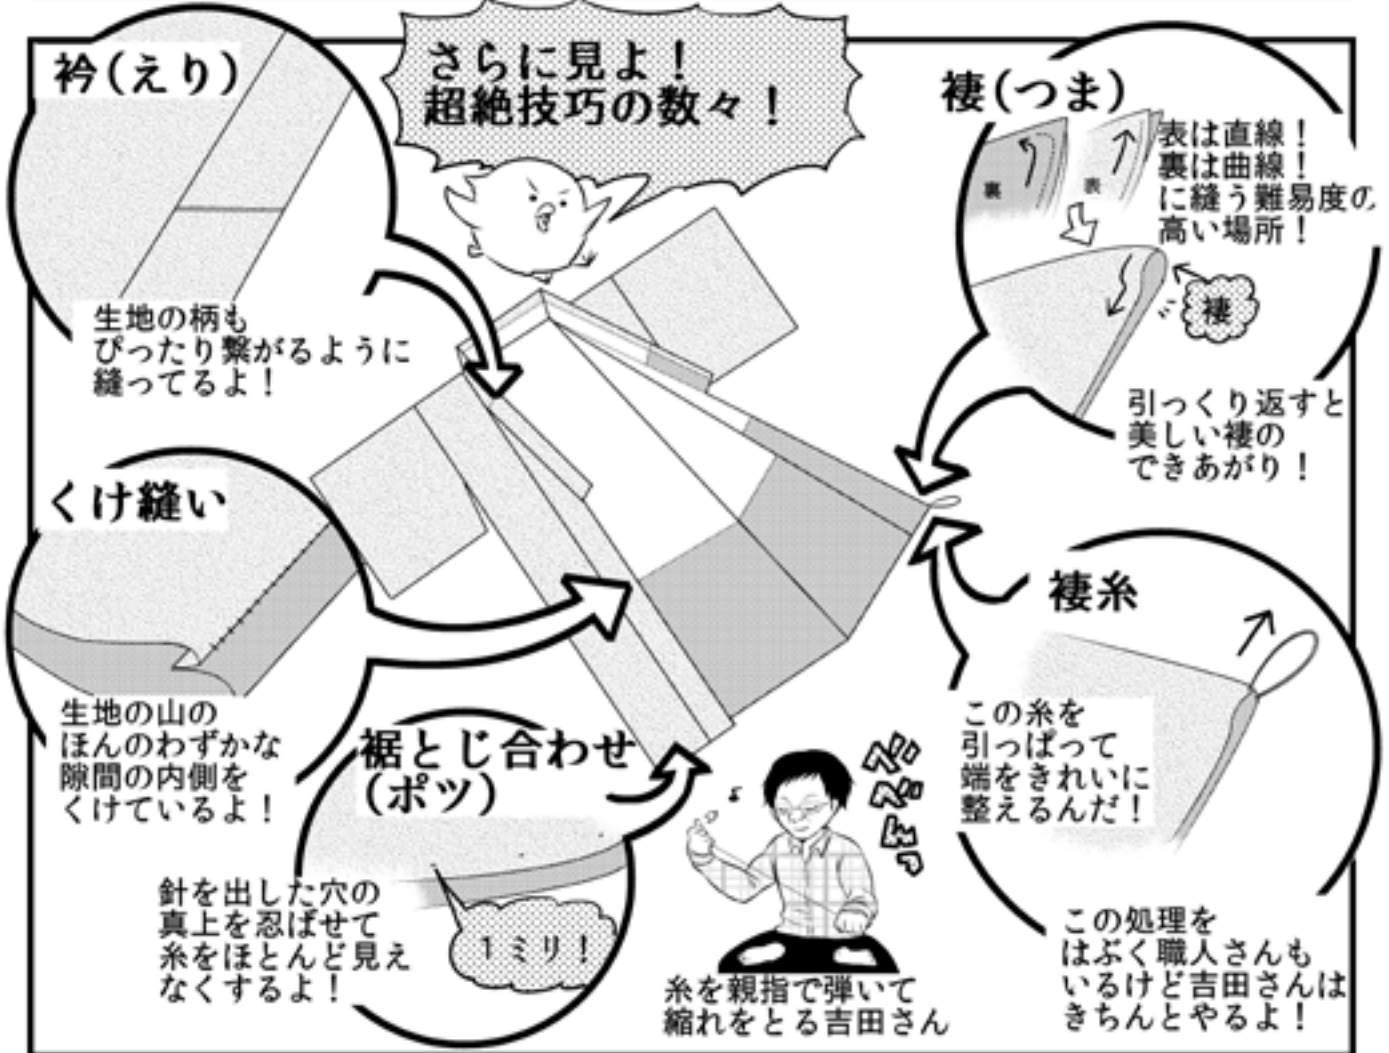 さらに見よ！
超絶技巧の数々！
衿(えり)
生地の柄も
ぴったり繋がるように
縫ってるよ！
褄(つま)
表は直線！
裏は曲線！
に縫う難易度の
高い場所！
裏
表
褄
引っくり返すと
美しい褄の
できあがり！
くけ縫い
生地の山の
ほんのわずかな
隙間の内側を
くけているよ！
褄糸
この糸を
引っぱって
端をきれいに
整えるんだ！
この処理を
はぶく職人さんも
いるけど吉田さんは
きちんとやるよ！
裾とじ合わせ
(ポツ)
針を出した穴の
真上を忍ばせて
糸をほとんど見え
なくするよ！
1ミリ！
べべんっ
糸を親指で弾いて
縮れをとる吉田さん